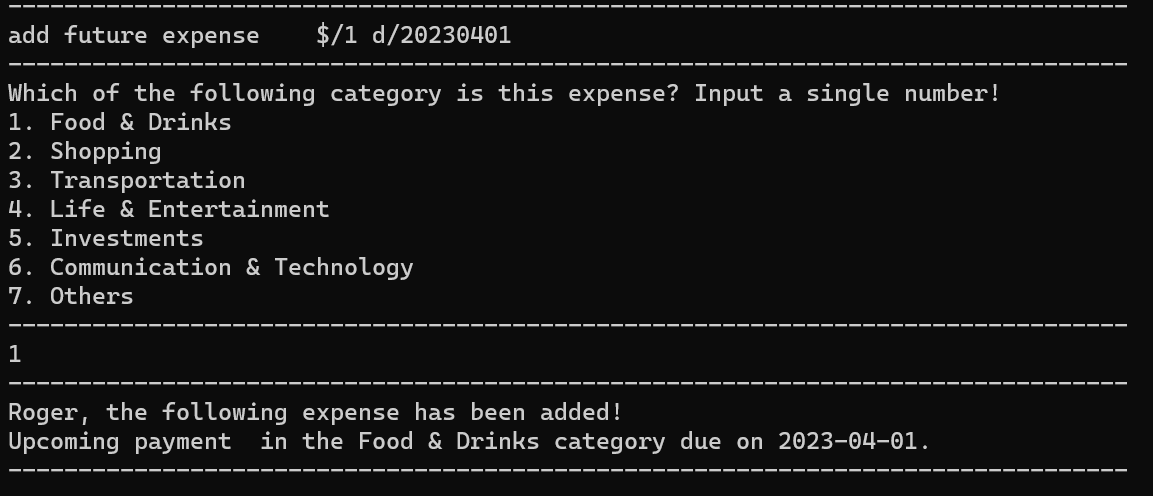 --------------------------------------------------------------------------------
add future expense    $/1 d/20230401
--------------------------------------------------------------------------------
Which of the following category is this expense? Input a single number!
1. Food & Drinks
2. Shopping
3. Transportation
4. Life & Entertainment
5. Investments
6. Communication & Technology
7. Others
--------------------------------------------------------------------------------
1
--------------------------------------------------------------------------------
Roger, the following expense has been added!
Upcoming payment  in the Food & Drinks category due on 2023-04-01.
--------------------------------------------------------------------------------